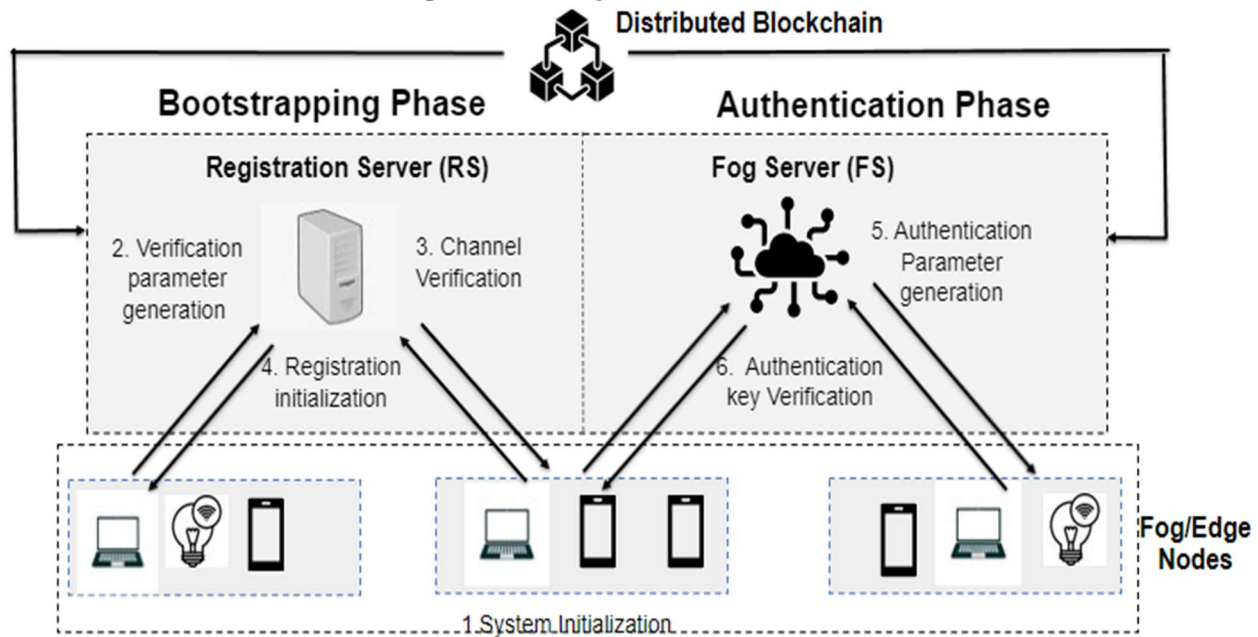 Distributed Blockchain
Bootstrapping Phase
Authentication Phase
Registration Server (RS)
Fog Server (FS)
2. Verification
parameter
generation
3. Channel
Verification
5. Authentication
Parameter
generation
4. Registration
initialization
6. Authentication
key Verification
Fog/Edge
Nodes
1.System Initialization